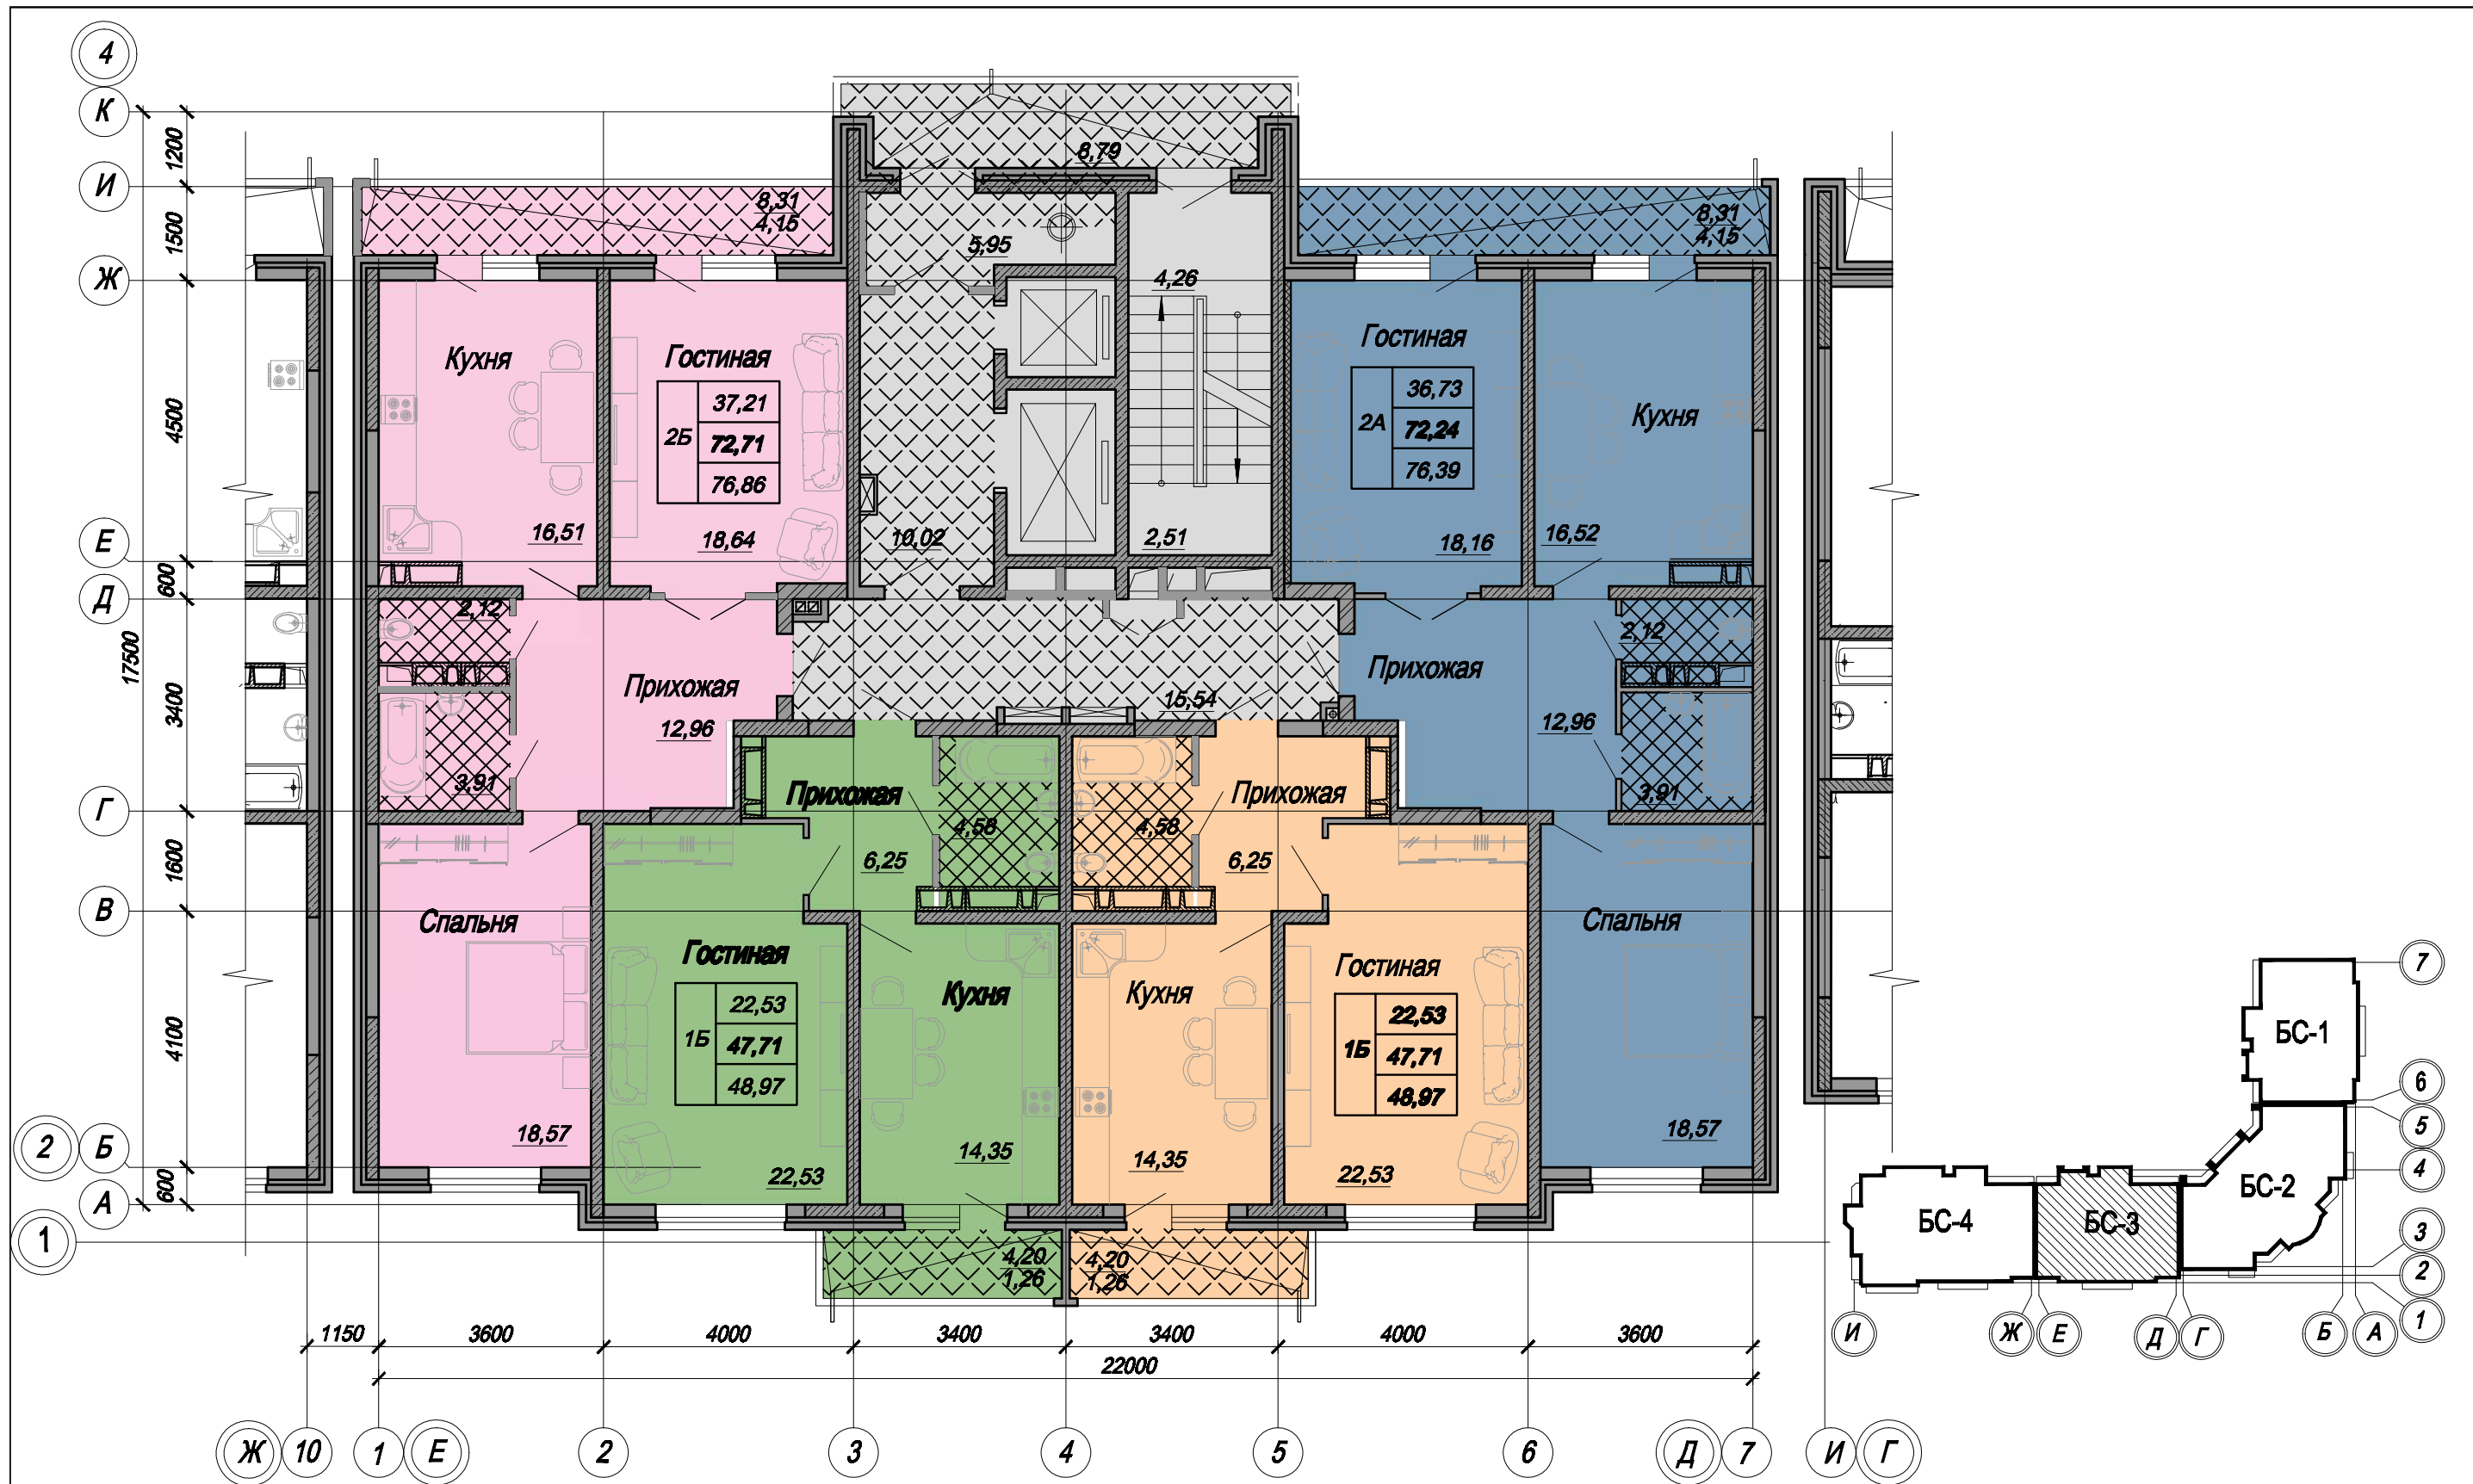 4
К
1200
И
1500
Ж
4500
Е
600
Д
17500
3400
Г
1600
В
4100
2
Б
600
А
1
8,79
8,31
4,15
5,95
4,26
8,31
4,15
Кухня
Гостиная
2Б
37,21
72,71
76,86
16,51
18,64
10,02
2,51
Гостиная
2А
36,73
72,24
76,39
Кухня
18,16
16,52
2,12
Прихожая
12,96
3,91
15,54
Прихожая
12,96
2,12
3,91
Прихожая
4,58
6,25
Прихожая
4,58
6,25
Спальня
18,57
Гостиная
1Б
22,53
47,71
48,97
22,53
Кухня
14,35
Кухня
14,35
Гостиная
1Б
22,53
47,71
48,97
22,53
Спальня
18,57
4,20
1,26
4,20
1,26
1150
3600
4000
3400
3400
4000
3600
22000
Ж
10
1
Е
2
3
4
5
6
Д
7
И
Г
БС-1
БС-2
БС-3
БС-4
7
6
5
4
3
2
1
И
Ж
Е
Д
Г
Б
А